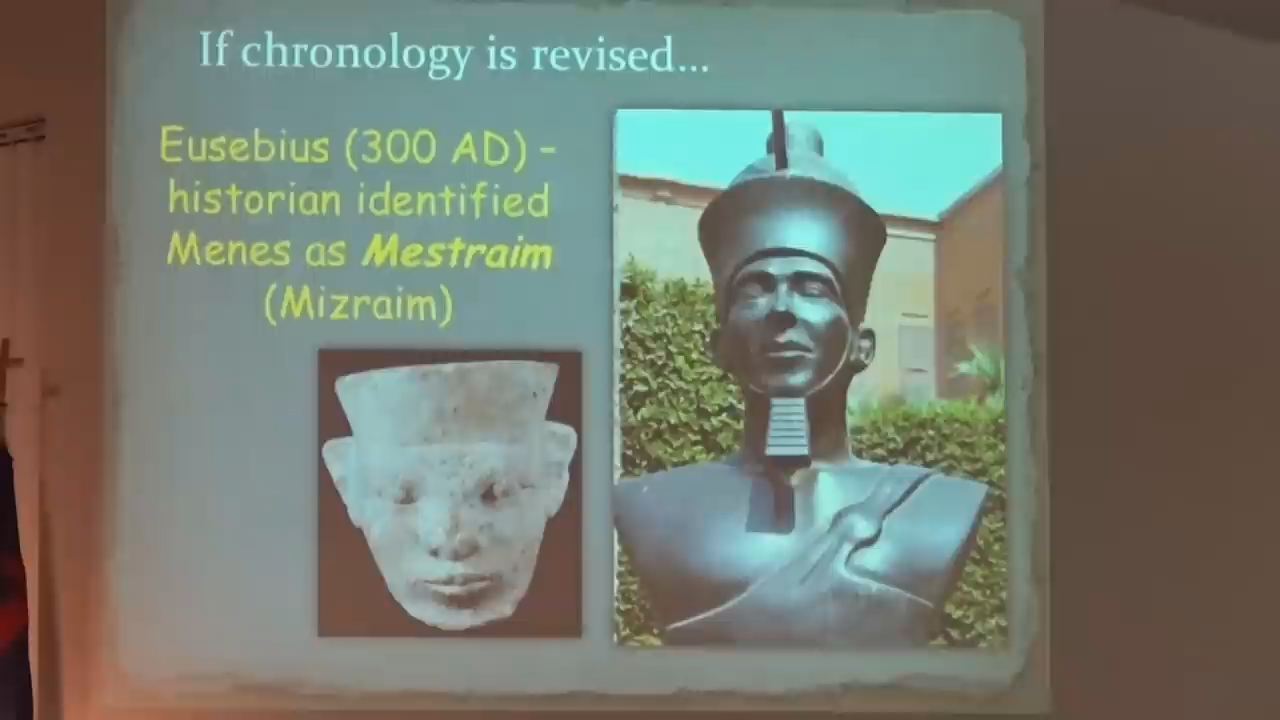 If chronology is revised...
Eusebius (300 AD) –
historian identified
Menes as Mestraim
(Mizraim)